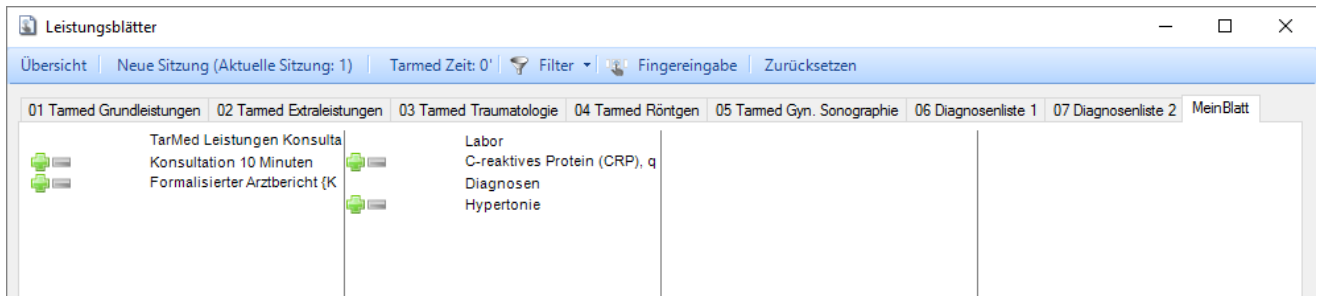 Leistungsblätter
Übersicht Neue Sitzung (Aktuelle Sitzung: 1) Tarmed Zeit: 0' Filter Fingereingabe Zurücksetzen
01 Tarmed Grundleistungen 02 Tarmed Extraleistungen 03 Tarmed Traumatologie 04 Tarmed Röntgen 05 Tarmed Gyn. Sonographie 06 Diagnosenliste 1 07 Diagnosenliste 2 MeinBlatt
TarMed Leistungen Konsulta
Konsultation 10 Minuten
Formalisierter Arztbericht {K
Labor
C-reaktives Protein (CRP), q
Diagnosen
Hypertonie